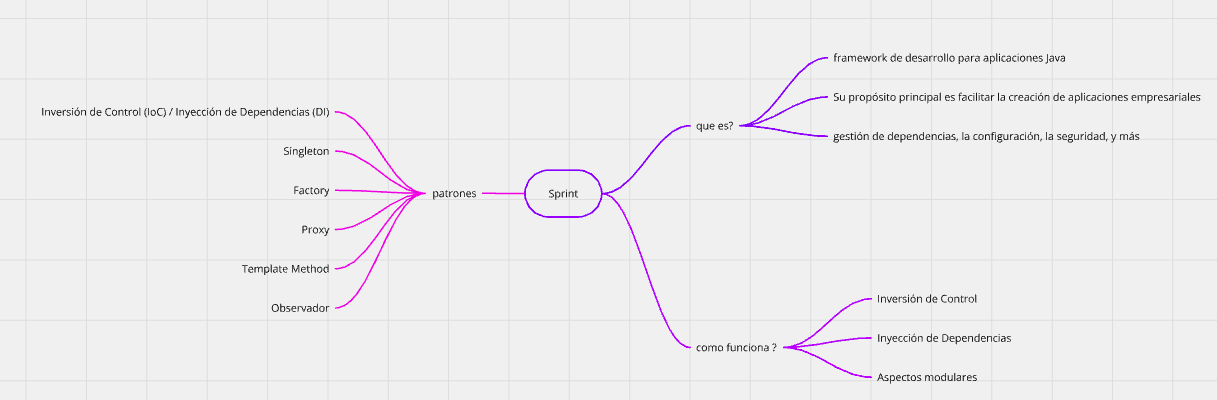 Sprint
que es?
framework de desarrollo para aplicaciones Java
Su propósito principal es facilitar la creación de aplicaciones empresariales
gestión de dependencias, la configuración, la seguridad, y más
como funciona ?
Inversión de Control
Inyección de Dependencias
Aspectos modulares
patrones
Inversión de Control (IoC) / Inyección de Dependencias (DI)
Singleton
Factory
Proxy
Template Method
Observador